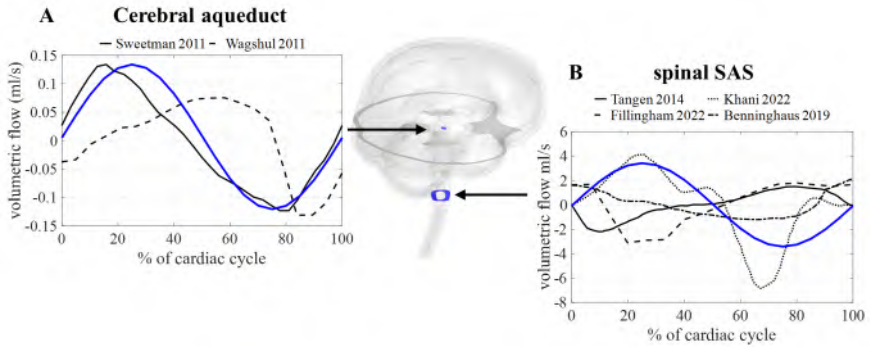 A Cerebral aqueduct
Sweetman 2011 Wagshul 2011
0.15
0.1
0.05
0
-0.05
-0.1
-0.15
volumetric flow (ml/s)
0 20 40 60 80 100
% of cardiac cycle
B spinal SAS
Tangen 2014 Khani 2022
Fillingham 2022 Benninghaus 2019
6
4
2
0
-2
-4
-6
-8
volumetric flow ml/s
0 20 40 60 80 100
% of cardiac cycle